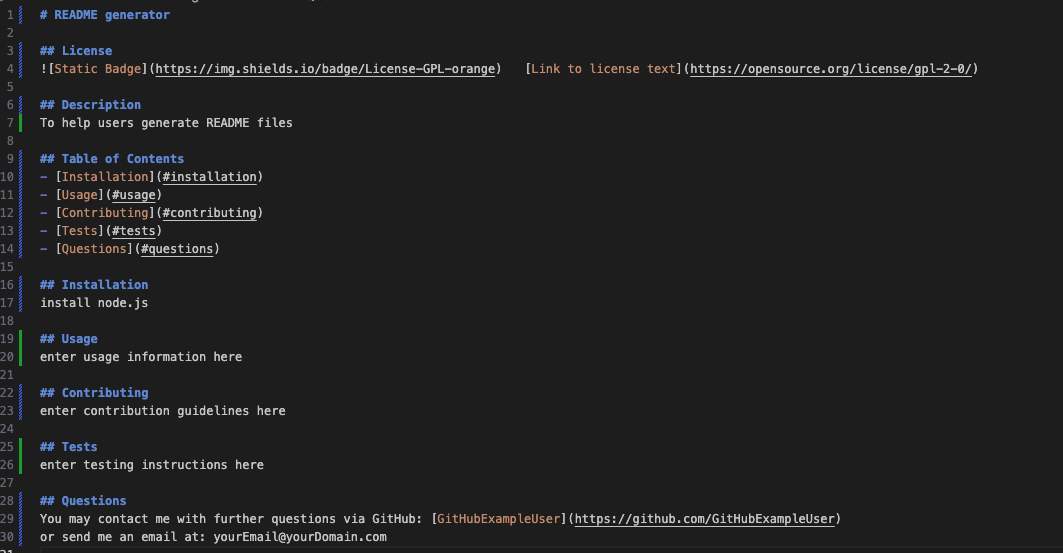 1 # README generator
2
3 ## License
4 ![Static Badge](https://img.shields.io/badge/License-GPL-orange)   [Link to license text](https://opensource.org/license/gpl-2-0/)
5
6 ## Description
7 To help users generate README files
8
9 ## Table of Contents
10 - [Installation](#installation)
11 - [Usage](#usage)
12 - [Contributing](#contributing)
13 - [Tests](#tests)
14 - [Questions](#questions)
15
16 ## Installation
17 install node.js
18
19 ## Usage
20 enter usage information here
21
22 ## Contributing
23 enter contribution guidelines here
24
25 ## Tests
26 enter testing instructions here
27
28 ## Questions
29 You may contact me with further questions via GitHub: [GitHubExampleUser](https://github.com/GitHubExampleUser)
30 or send me an email at: yourEmail@yourDomain.com